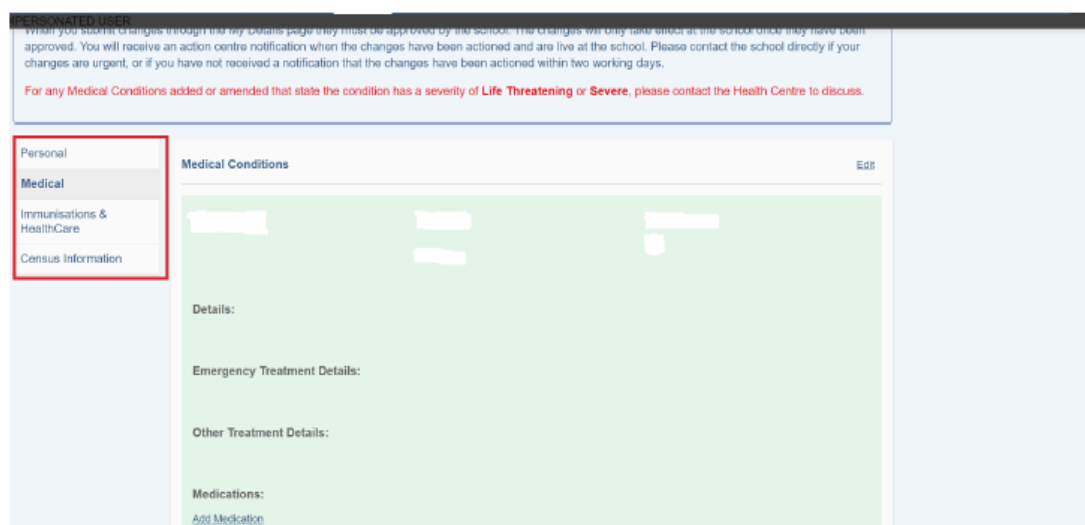 IPERSONATED USER
When you submit changes through the My Details page they must be approved by the school. The changes will only take effect at the school once they have been
approved. You will receive an action centre notification when the changes have been actioned and are live at the school. Please contact the school directly if your
changes are urgent, or if you have not received a notification that the changes have been actioned within two working days.
For any Medical Conditions added or amended that state the condition has a severity of Life Threatening or Severe, please contact the Health Centre to discuss.
Personal
Medical
Immunisations &
HealthCare
Census Information
Medical Conditions
Edit
Details:
Emergency Treatment Details:
Other Treatment Details:
Medications:
Add Medication